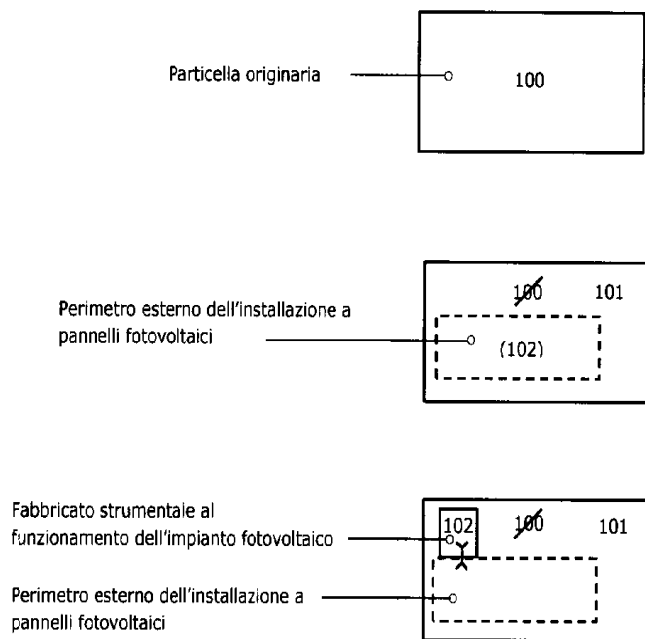 Particella originaria
100
100 101
Perimetro esterno dell'installazione a
pannelli fotovoltaici
(102)
Fabbricato strumentale al
funzionamento dell'impianto fotovoltaico
102 100 101
Perimetro esterno dell'installazione a
pannelli fotovoltaici